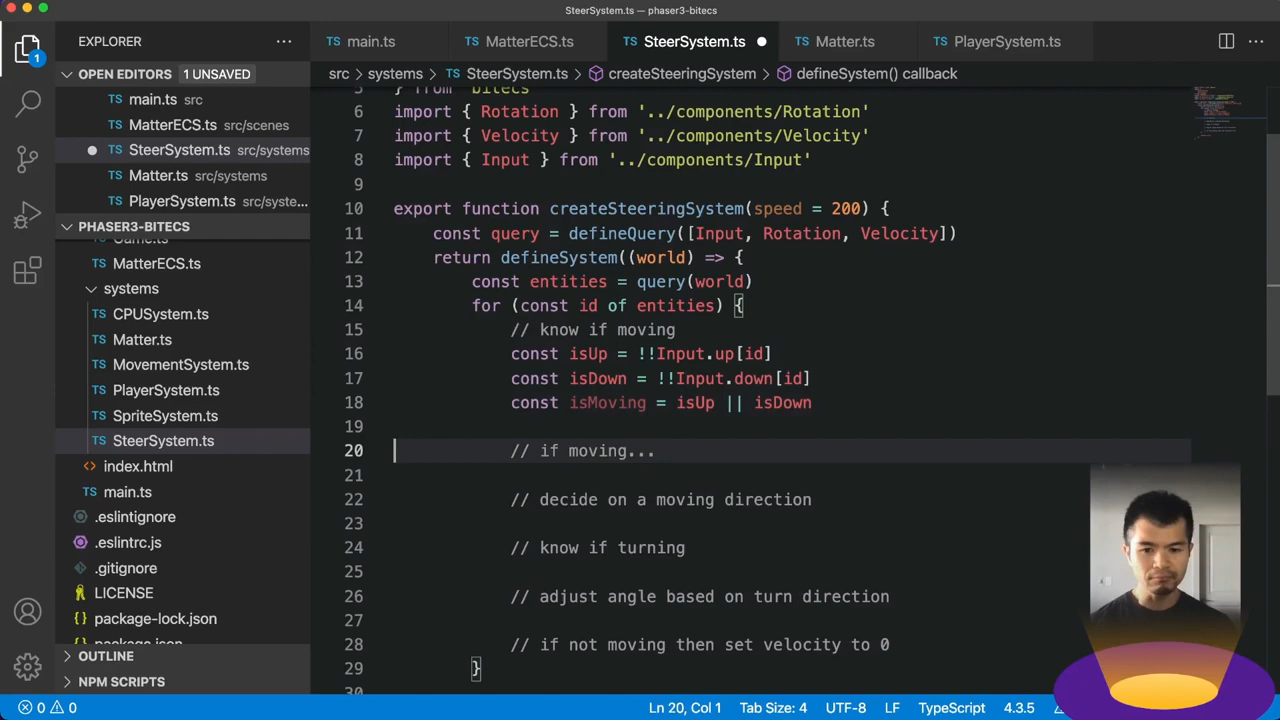 SteerSystem.ts — phaser3-bitecs
EXPLORER
main.ts
MatterECS.ts
SteerSystem.ts
Matter.ts
PlayerSystem.ts
1
OPEN EDITORS 1 UNSAVED
main.ts src
MatterECS.ts src/scenes
SteerSystem.ts src/systems
Matter.ts src/systems
PlayerSystem.ts src/syste...
PHASER3-BITECS
MatterECS.ts
systems
CPUSystem.ts
Matter.ts
MovementSystem.ts
PlayerSystem.ts
SpriteSystem.ts
SteerSystem.ts
index.html
main.ts
.eslintignore
.eslintrc.js
.gitignore
LICENSE
package-lock.json
OUTLINE
NPM SCRIPTS
src > systems > TS SteerSystem.ts > createSteeringSystem > defineSystem() callback
5 } from 'bitecs'
6 import { Rotation } from '../components/Rotation'
7 import { Velocity } from '../components/Velocity'
8 import { Input } from '../components/Input'
9
10 export function createSteeringSystem(speed = 200) {
11 const query = defineQuery([Input, Rotation, Velocity])
12 return defineSystem((world) => {
13 const entities = query(world)
14 for (const id of entities) {
15 // know if moving
16 const isUp = !!Input.up[id]
17 const isDown = !!Input.down[id]
18 const isMoving = isUp || isDown
19
20 // if moving...
21
22 // decide on a moving direction
23
24 // know if turning
25
26 // adjust angle based on turn direction
27
28 // if not moving then set velocity to 0
29 }
30
0 0 Ln 20, Col 1 Tab Size: 4 UTF-8 LF TypeScript 4.3.5